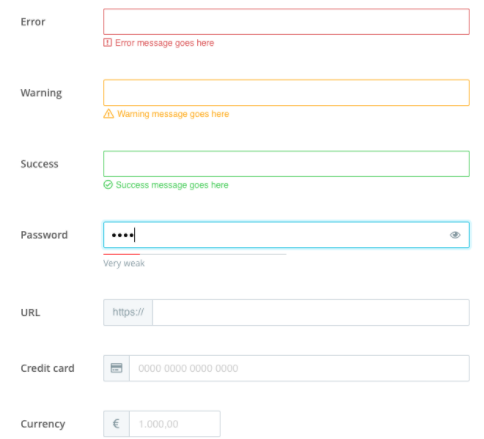 Error
Error message goes here
Warning
Warning message goes here
Success
Success message goes here
Password
••••
Very weak
URL https://
Credit card 0000 0000 0000 0000
Currency € 1.000,00